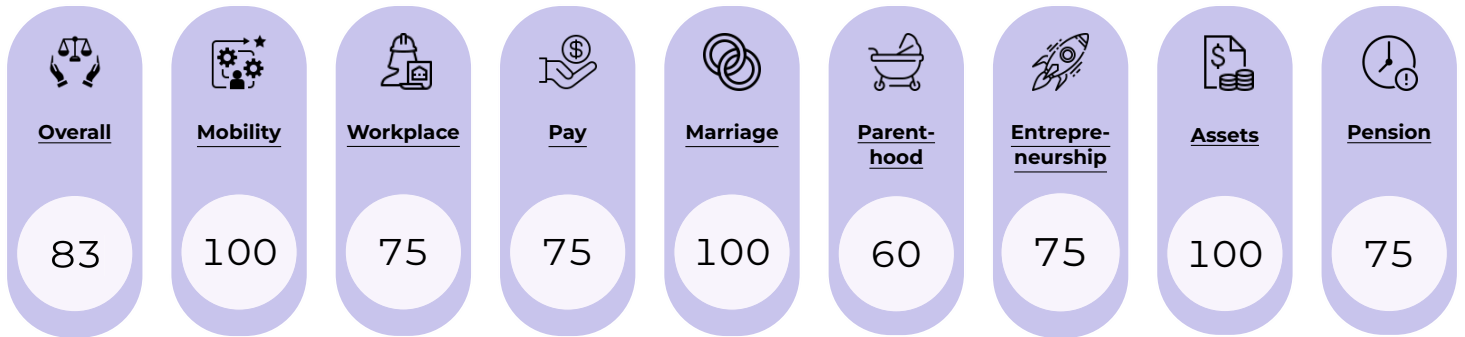 Overall
83
Mobility
100
Workplace
75
Pay
75
Marriage
100
Parent-
hood
60
Entrepre-
neurship
75
$
Assets
100
Pension
75